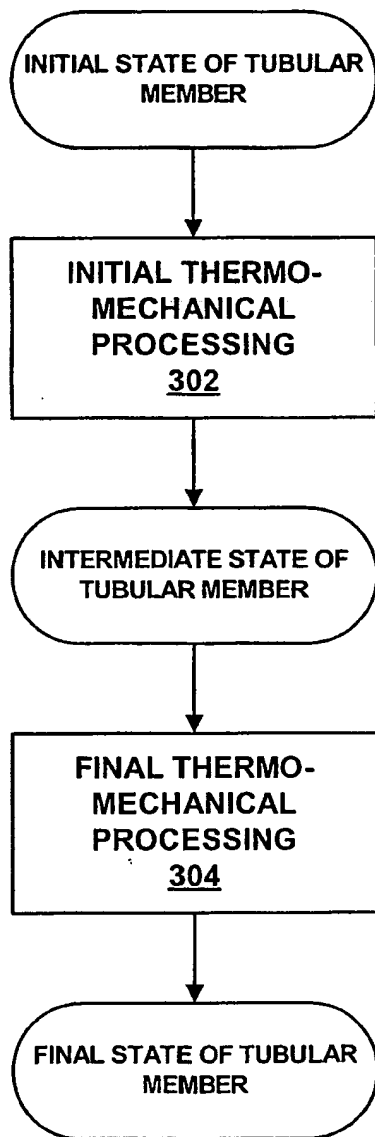 INITIAL STATE OF TUBULAR
MEMBER
INITIAL THERMO-
MECHANICAL
PROCESSING
302
INTERMEDIATE STATE OF
TUBULAR MEMBER
FINAL THERMO-
MECHANICAL
PROCESSING
304
FINAL STATE OF TUBULAR
MEMBER